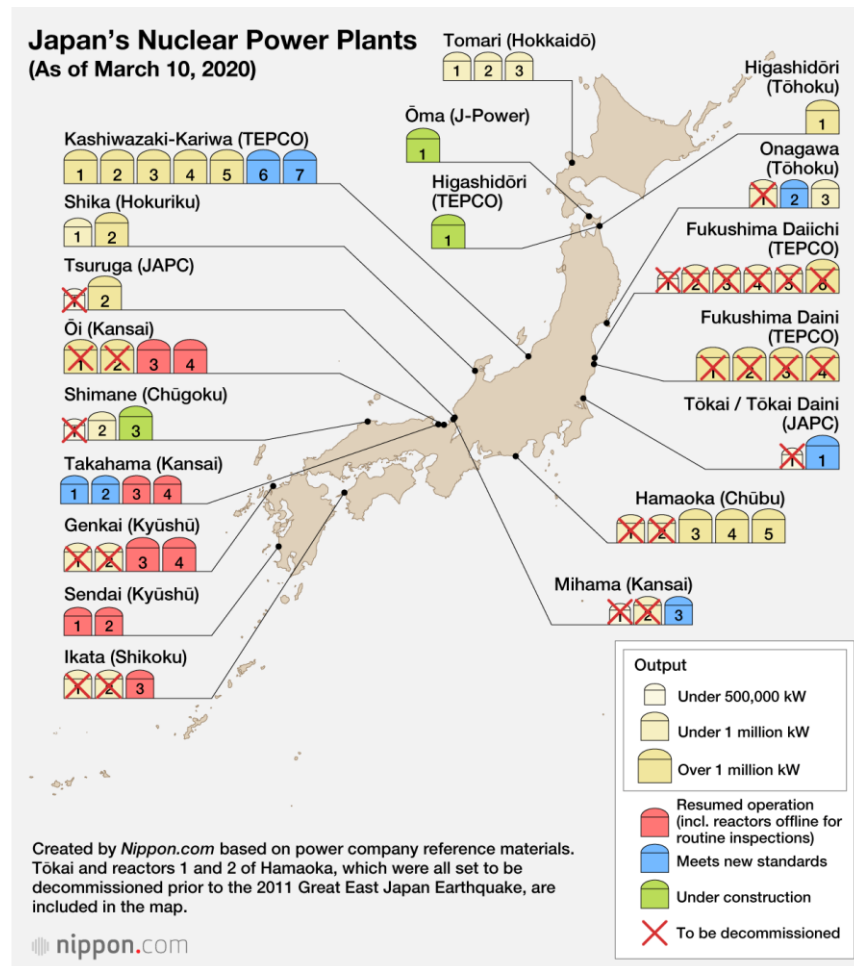 Japan's Nuclear Power Plants
(As of March 10, 2020)
Tomari (Hokkaidō)
1 2 3
Higashidōri
(Tōhoku)
1
Ōma (J-Power)
1
Kashiwazaki-Kariwa (TEPCO)
1 2 3 4 5 6 7
Onagawa
(Tōhoku)
1 2 3
Higashidōri
(TEPCO)
1
Shika (Hokuriku)
1 2
Fukushima Daiichi
(TEPCO)
1 2 3 4 5 6
Tsuruga (JAPC)
1 2
Ōi (Kansai)
1 2 3 4
Fukushima Daini
(TEPCO)
1 2 3 4
Shimane (Chūgoku)
1 2 3
Tōkai / Tōkai Daini
(JAPC)
1 1
Takahama (Kansai)
1 2 3 4
Hamaoka (Chūbu)
1 2 3 4 5
Genkai (Kyūshū)
1 2 3 4
Sendai (Kyūshū)
1 2
Mihama (Kansai)
1 2 3
Ikata (Shikoku)
1 2 3
Output
Under 500,000 kW
Under 1 million kW
Over 1 million kW
Resumed operation
(incl. reactors offline for
routine inspections)
Meets new standards
Under construction
To be decommissioned
Created by Nippon.com based on power company reference materials.
Tōkai and reactors 1 and 2 of Hamaoka, which were all set to be
decommissioned prior to the 2011 Great East Japan Earthquake, are
included in the map.
nippon.com